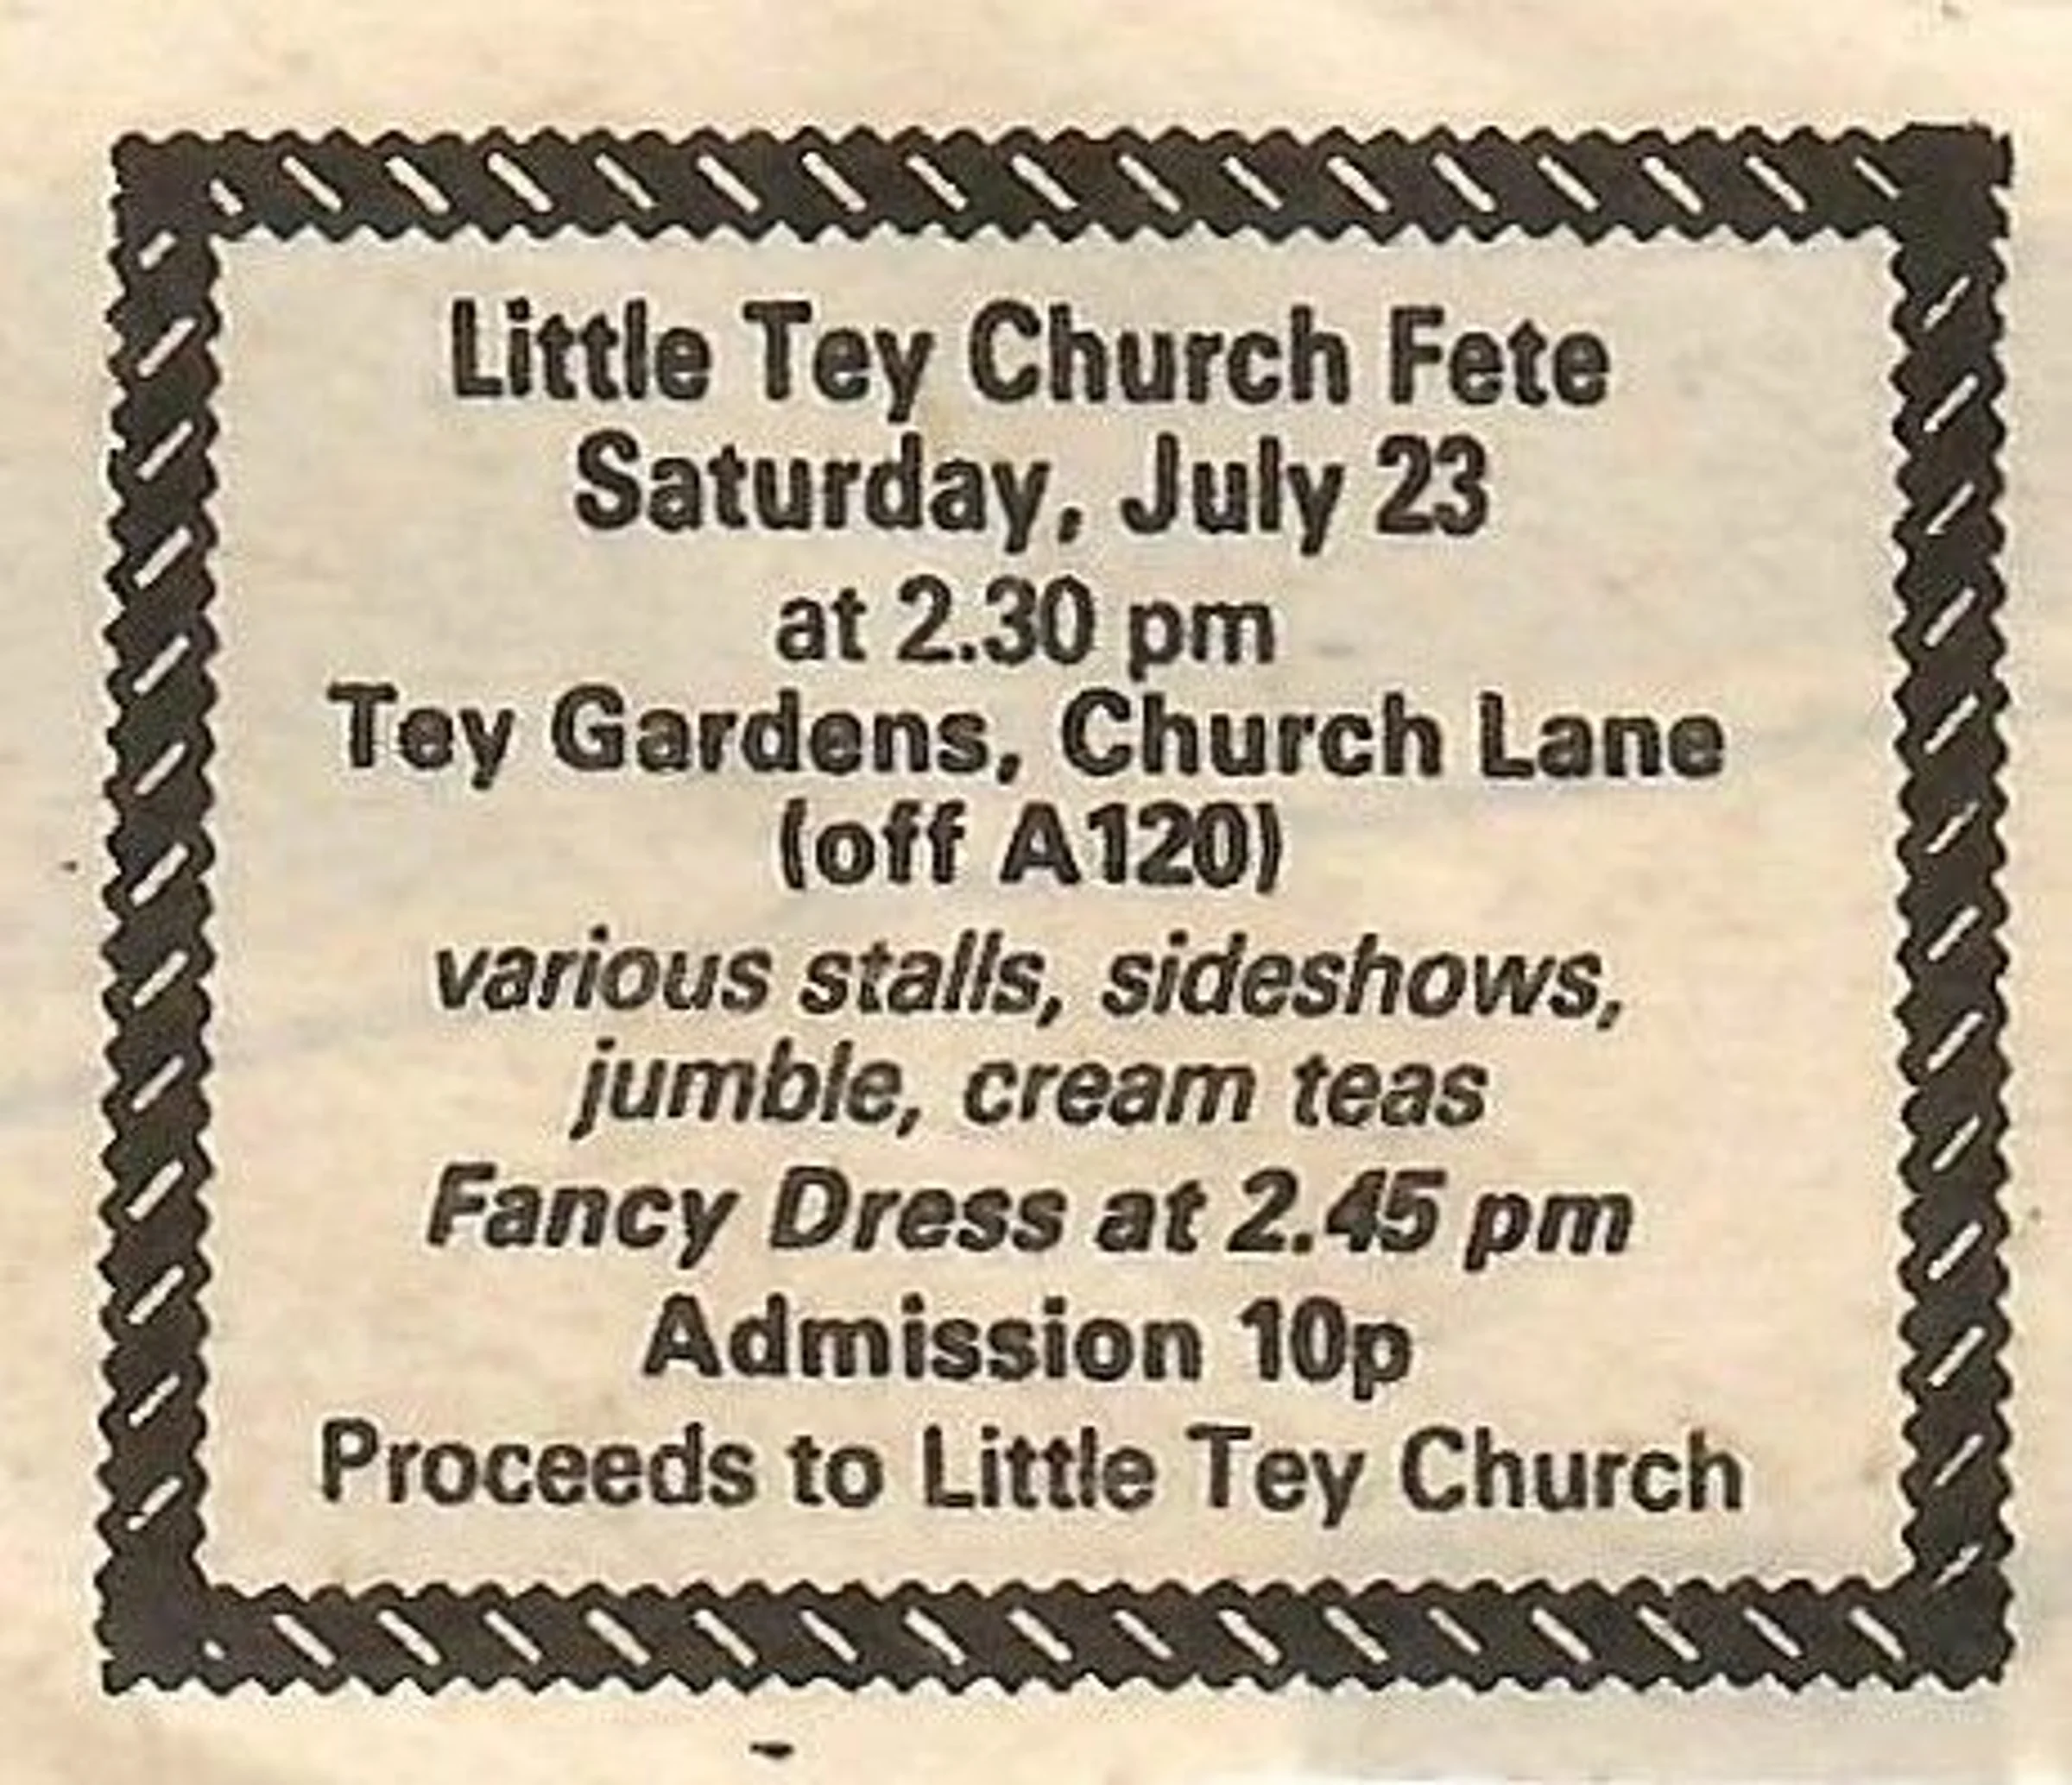 Little Tey Church Fete
Saturday, July 23
at 2.30 pm
Tey Gardens, Church Lane
(off A120)
various stalls, sideshows,
jumble, cream teas
Fancy Dress at 2.45 pm
Admission 10p
Proceeds to Little Tey Church